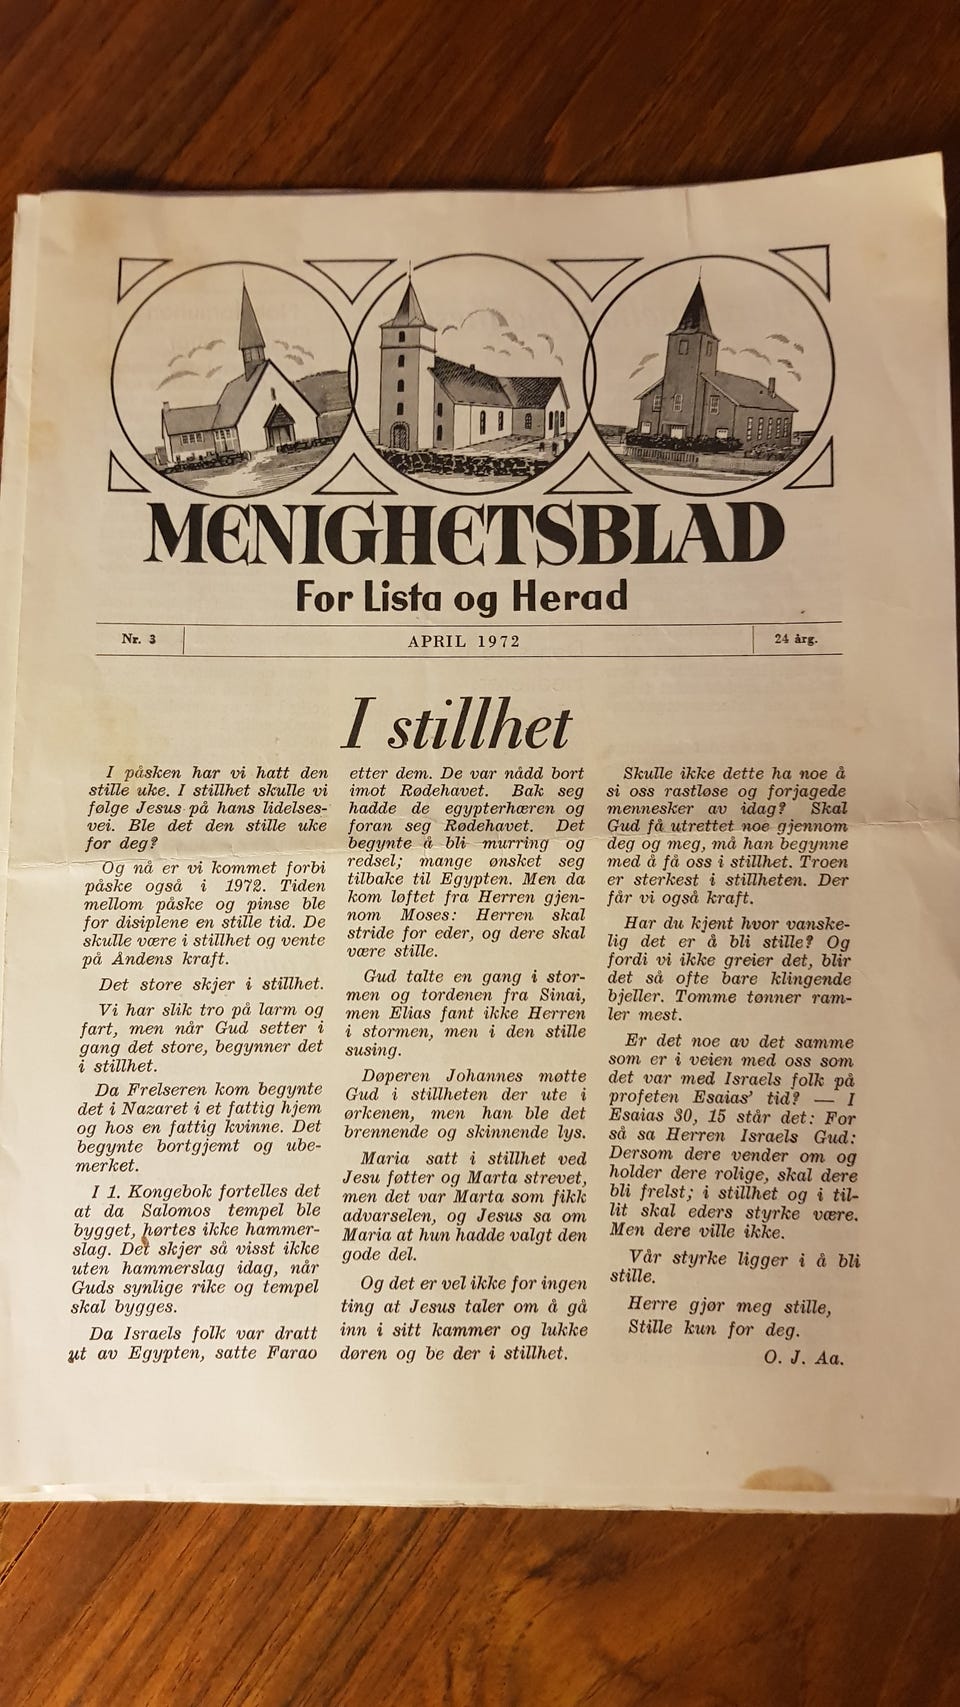 MENIGHETSBLAD
For Lista og Herad
Nr. 3
APRIL 1972
24 årg.
I stillhet
I påsken har vi hatt den
stille uke. I stillhet skulle vi
følge Jesus på hans lidelses-
vei. Ble det den stille uke
for deg?
Og nå er vi kommet forbi
påske også i 1972. Tiden
mellom påske og pinse ble
for disiplene en stille tid. De
skulle være i stillhet og vente
på Åndens kraft.
Det store skjer i stillhet.
Vi har slik tro på larm og
fart, men når Gud setter i
gang det store, begynner det
i stillhet.
Da Frelseren kom begynte
det i Nazaret i et fattig hjem
og hos en fattig kvinne. Det
begynte bortgjemt og ube-
merket.
I 1. Kongebok fortelles det
at da Salomos tempel ble
bygget, hørtes ikke hammer-
slag. Det skjer så visst ikke
uten hammerslag idag, når
Guds synlige rike og tempel
skal bygges.
Da Israels folk var dratt
ut av Egypten, satte Farao
etter dem. De var nådd bort
imot Rødehavet. Bak seg
hadde de egypterhæren og
foran seg Rødehavet. Det
begynte å bli murring og
redsel; mange ønsket seg
tilbake til Egypten. Men da
kom løftet fra Herren gjen-
nom Moses: Herren skal
stride for eder, og dere skal
være stille.
Gud talte en gang i stor-
men og tordenen fra Sinai,
men Elias fant ikke Herren
i stormen, men i den stille
susing.
Døperen Johannes møtte
Gud i stillheten der ute i
ørkenen, men han ble det
brennende og skinnende lys.
Maria satt i stillhet ved
Jesu føtter og Marta strevet,
men det var Marta som fikk
advarselen, og Jesus sa om
Maria at hun hadde valgt den
gode del.
Og det er vel ikke for ingen
ting at Jesus taler om å gå
inn i sitt kammer og lukke
døren og be der i stillhet.
Skulle ikke dette ha noe å
si oss rastløse og forjagede
mennesker av idag? Skal
Gud få utrettet noe gjennom
deg og meg, må han begynne
med å få oss i stillhet. Troen
er sterkest i stillheten. Der
får vi også kraft.
Har du kjent hvor vanske-
lig det er å bli stille? Og
fordi vi ikke greier det, blir
det så ofte bare klingende
bjeller. Tomme tønner ram-
ler mest.
Er det noe av det samme
som er i veien med oss som
det var med Israels folk på
profeten Esaias' tid? — I
Esaias 30, 15 står det: For
så sa Herren Israels Gud:
Dersom dere vender om og
holder dere rolige, skal dere
bli frelst; i stillhet og i til-
lit skal eders styrke være.
Men dere ville ikke.
Vår styrke ligger i å bli
stille.
Herre gjør meg stille,
Stille kun for deg.
O. J. Aa.